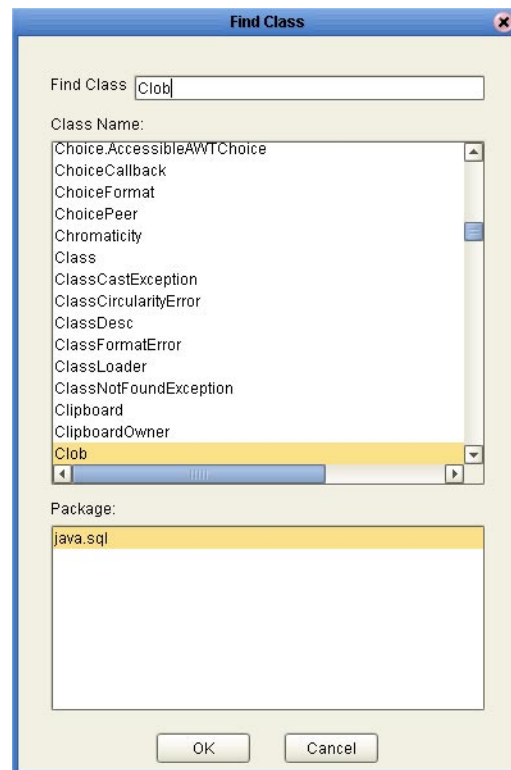 Find Class
Find Class Clob
Class Name:
Choice.AccessibleAWTChoice
ChoiceCallback
ChoiceFormat
ChoicePeer
Chromaticity
Class
ClassCastException
ClassCircularityError
ClassDesc
ClassFormatError
ClassLoader
ClassNotFoundException
Clipboard
ClipboardOwner
Clob
Package:
java.sql
OK Cancel